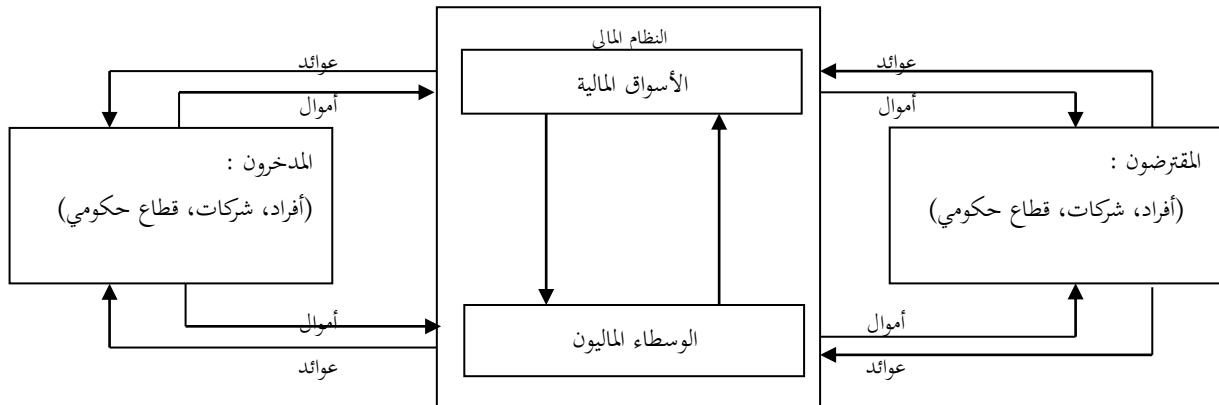 النظام المالي
عوائد
عوائد
الأسواق المالية
أموال
أموال
المقترضون :
(أفراد، شركات، قطاع حكومي)
المدخرون :
(أفراد، شركات، قطاع حكومي)
أموال
أموال
الوسطاء الماليون
عوائد
عوائد